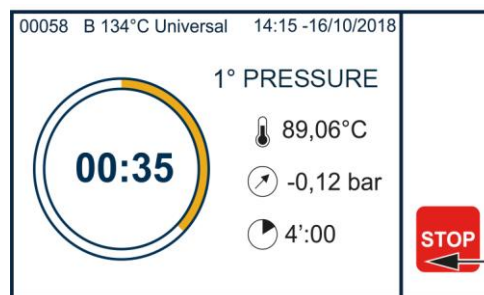 00058 B 134°C Universal 14:15 -16/10/2018
1° PRESSURE
89,06°C
00:35
-0,12 bar
4':00
STOP